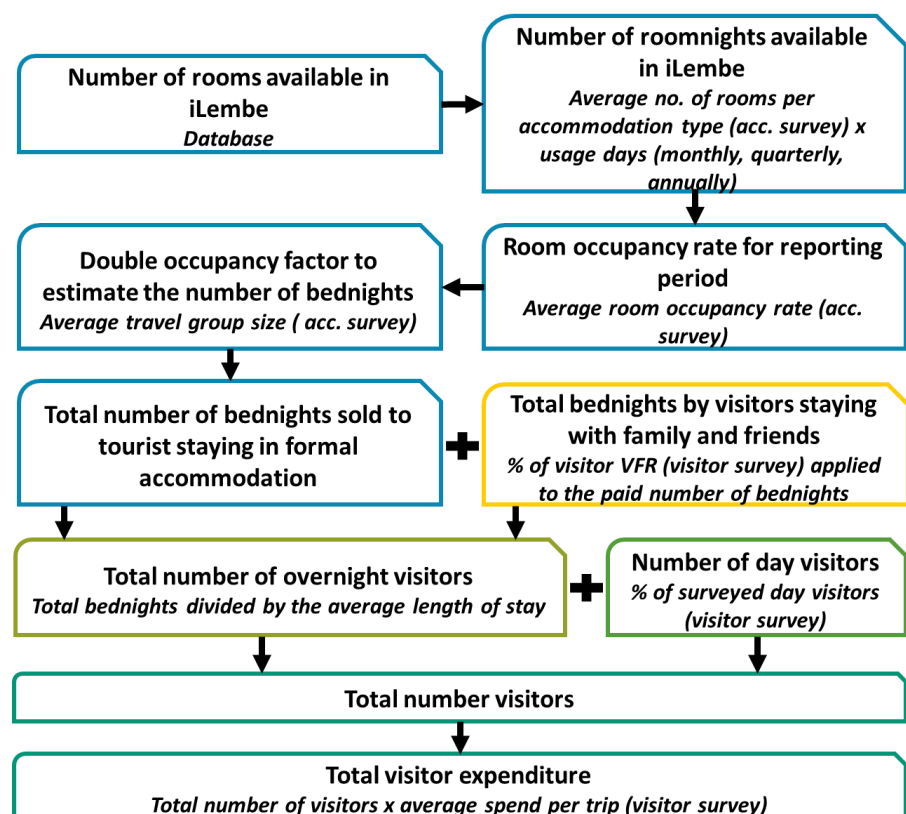 Number of rooms available in
iLembe
Database
Number of roomnights available
in iLembe
Average no. of rooms per
accommodation type (acc. survey) x
usage days (monthly, quarterly,
annually)
Room occupancy rate for reporting
period
Average room occupancy rate (acc.
survey)
Double occupancy factor to
estimate the number of bednights
Average travel group size ( acc. survey)
Total number of bednights sold to
tourist staying in formal
accommodation
Total bednights by visitors staying
with family and friends
% of visitor VFR (visitor survey) applied
to the paid number of bednights
Total number of overnight visitors
Total bednights divided by the average length of stay
Number of day visitors
% of surveyed day visitors
(visitor survey)
Total number visitors
Total visitor expenditure
Total number of visitors x average spend per trip (visitor survey)